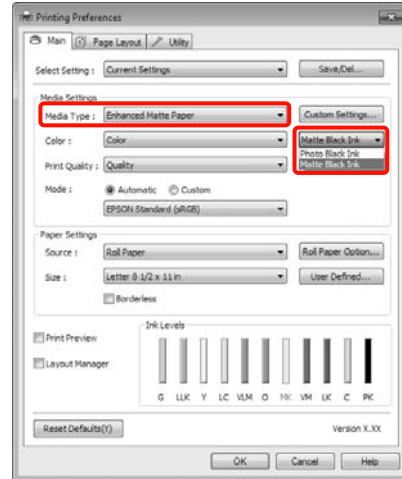 Printing Preferences
Main Page Layout Utility
Select Setting : Current Settings Save/Del...
Media Settings
Media Type : Enhanced Matte Paper Custom Settings...
Color : Color Matte Black Ink
Photo Black Ink
Matte Black Ink
Print Quality : Quality
Mode : Automatic Custom
EPSON Standard (sRGB)
Paper Settings
Source : Roll Paper Roll Paper Option...
Size : Letter 8 1/2 x 11 in User Defined...
Borderless
Print Preview
Layout Manager
Ink Levels
G LLK Y LC VLM O MK VM LK C PK
Reset Defaults(Y) Version X.XX
OK Cancel Help